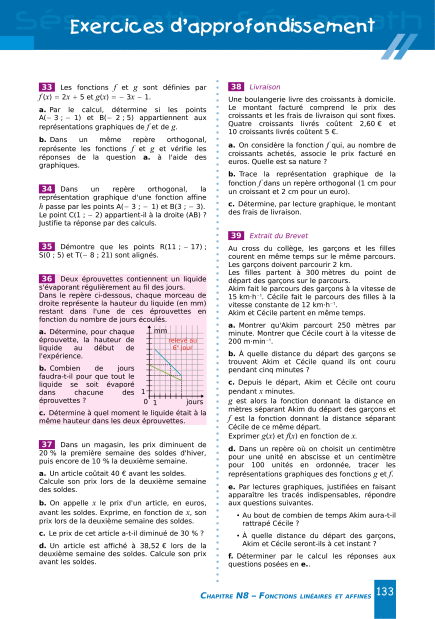 Exercices d'approfondissement
33 Les fonctions f et g sont définies par
f(x) = 2x + 5 et g(x) = − 3x − 1.
a. Par le calcul, détermine si les points
A(− 3 ; − 1) et B(− 2 ; 5) appartiennent aux
représentations graphiques de f et de g.
b. Dans un même repère orthogonal,
représente les fonctions f et g et vérifie les
réponses de la question a. à l'aide des
graphiques.
34 Dans un repère orthogonal, la
représentation graphique d'une fonction affine
h passe par les points A(− 3 ; − 1) et B(3 ; − 3).
Le point C(1 ; − 2) appartient-il à la droite (AB) ?
Justifie ta réponse par des calculs.
35 Démontre que les points R(11 ; − 17) ;
S(0 ; 5) et T(− 8 ; 21) sont alignés.
36 Deux éprouvettes contiennent un liquide
s'évaporant régulièrement au fil des jours.
Dans le repère ci-dessous, chaque morceau de
droite représente la hauteur du liquide (en mm)
restant dans l'une de ces éprouvettes en
fonction du nombre de jours écoulés.
a. Détermine, pour chaque
éprouvette, la hauteur de
liquide au début de
l'expérience.
b. Combien de jours
faudra-t-il pour que tout le
liquide se soit évaporé
dans chacune des
éprouvettes ?
mm
relevé au
6e jour
1
0 1 jours
c. Détermine à quel moment le liquide était à la
même hauteur dans les deux éprouvettes.
37 Dans un magasin, les prix diminuent de
20 % la première semaine des soldes d'hiver,
puis encore de 10 % la deuxième semaine.
a. Un article coûtait 40 € avant les soldes.
Calcule son prix lors de la deuxième semaine
des soldes.
b. On appelle x le prix d'un article, en euros,
avant les soldes. Exprime, en fonction de x, son
prix lors de la deuxième semaine des soldes.
c. Le prix de cet article a-t-il diminué de 30 % ?
d. Un article est affiché à 38,52 € lors de la
deuxième semaine des soldes. Calcule son prix
avant les soldes.
38 Livraison
Une boulangerie livre des croissants à domicile.
Le montant facturé comprend le prix des
croissants et les frais de livraison qui sont fixes.
Quatre croissants livrés coûtent 2,60 € et
10 croissants livrés coûtent 5 €.
a. On considère la fonction f qui, au nombre de
croissants achetés, associe le prix facturé en
euros. Quelle est sa nature ?
b. Trace la représentation graphique de la
fonction f dans un repère orthogonal (1 cm pour
un croissant et 2 cm pour un euro).
c. Détermine, par lecture graphique, le montant
des frais de livraison.
39 Extrait du Brevet
Au cross du collège, les garçons et les filles
courent en même temps sur le même parcours.
Les garçons doivent parcourir 2 km.
Les filles partent à 300 mètres du point de
départ des garçons sur le parcours.
Akim fait le parcours des garçons à la vitesse de
15 km·h⁻¹. Cécile fait le parcours des filles à la
vitesse constante de 12 km·h⁻¹.
Akim et Cécile partent en même temps.
a. Montrer qu'Akim parcourt 250 mètres par
minute. Montrer que Cécile court à la vitesse de
200 m·min⁻¹.
b. À quelle distance du départ des garçons se
trouvent Akim et Cécile quand ils ont couru
pendant cinq minutes ?
c. Depuis le départ, Akim et Cécile ont couru
pendant x minutes.
g est alors la fonction donnant la distance en
mètres séparant Akim du départ des garçons et
f est la fonction donnant la distance séparant
Cécile de ce même départ.
Exprimer g(x) et f(x) en fonction de x.
d. Dans un repère où on choisit un centimètre
pour une unité en abscisse et un centimètre
pour 100 unités en ordonnée, tracer les
représentations graphiques des fonctions g et f.
e. Par lectures graphiques, justifiées en faisant
apparaître les tracés indispensables, répondre
aux questions suivantes.
• Au bout de combien de temps Akim aura-t-il
rattrapé Cécile ?
• À quelle distance du départ des garçons,
Akim et Cécile seront-ils à cet instant ?
f. Déterminer par le calcul les réponses aux
questions posées en e..
CHAPITRE N8 – FONCTIONS LINÉAIRES ET AFFINES 133